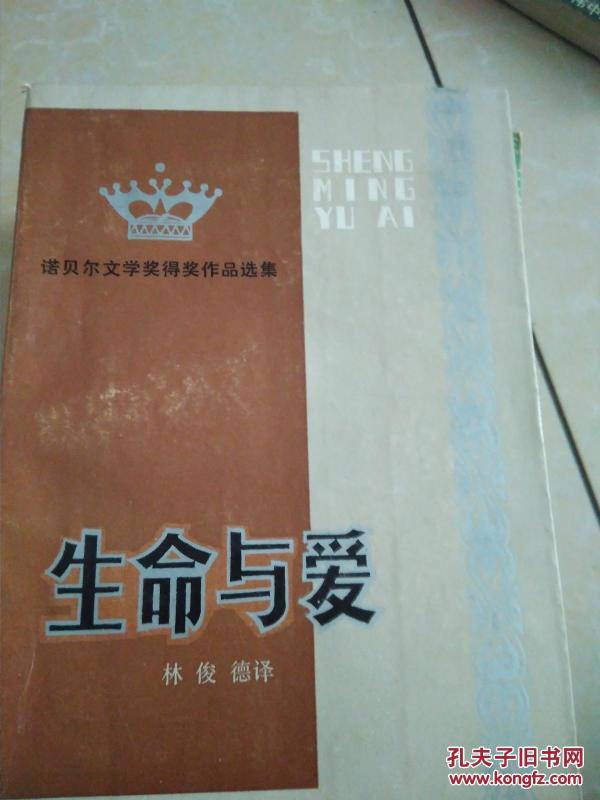 SHENG
MING
YU AI
诺贝尔文学奖得奖作品选集
生命与爱
林俊德译
孔夫子旧书网
www.kongfz.com